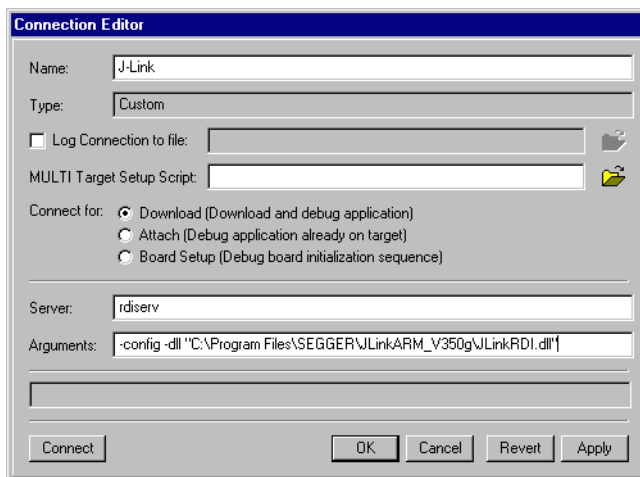 Connection Editor
Name: J-Link
Type: Custom
Log Connection to file:
MULTI Target Setup Script:
Connect for: Download (Download and debug application)
Attach (Debug application already on target)
Board Setup (Debug board initialization sequence)
Server: rdiserv
Arguments: -config -dll "C:\Program Files\SEGGER\JLinkARM_V350g\JLinkRDI.dll"
Connect OK Cancel Revert Apply